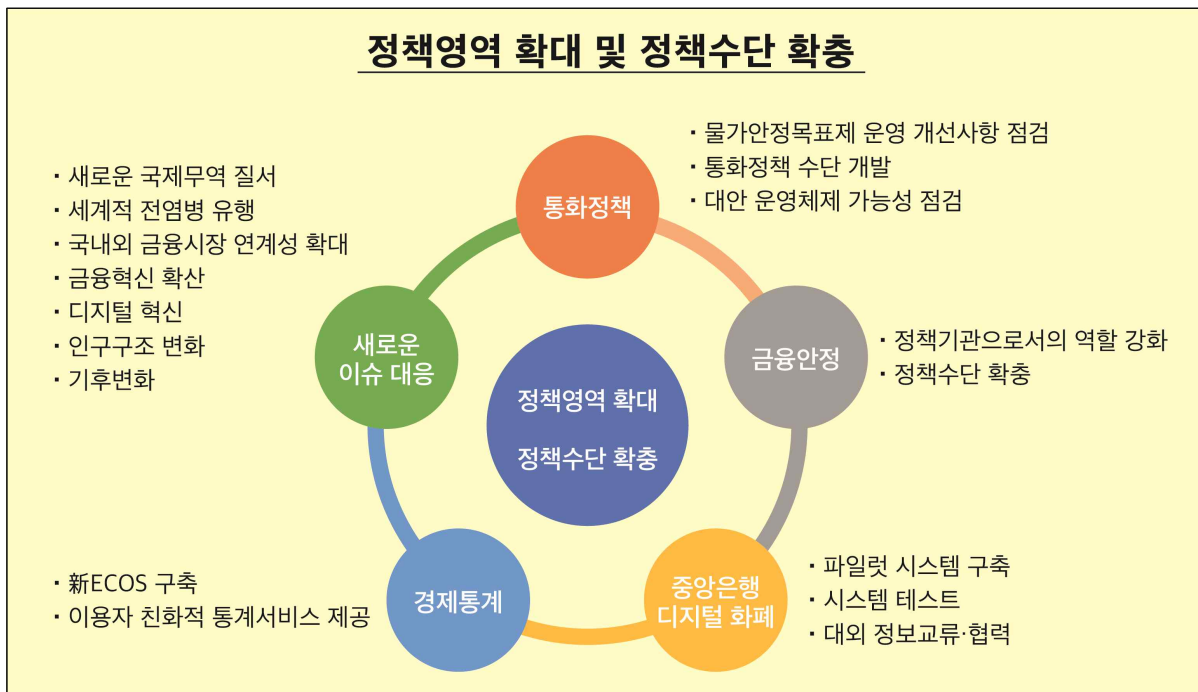 정책영역 확대 및 정책수단 확충
통화정책
▪ 물가안정목표제 운영 개선사항 점검
▪ 통화정책 수단 개발
▪ 대안 운영체제 가능성 점검
▪ 새로운 국제무역 질서
▪ 세계적 전염병 유행
▪ 국내외 금융시장 연계성 확대
▪ 금융혁신 확산
▪ 디지털 혁신
▪ 인구구조 변화
▪ 기후변화
새로운
이슈 대응
정책영역 확대
정책수단 확충
금융안정
▪ 정책기관으로서의 역할 강화
▪ 정책수단 확충
▪ 新ECOS 구축
▪ 이용자 친화적 통계서비스 제공
경제통계
중앙은행
디지털 화폐
▪ 파일럿 시스템 구축
▪ 시스템 테스트
▪ 대외 정보교류·협력